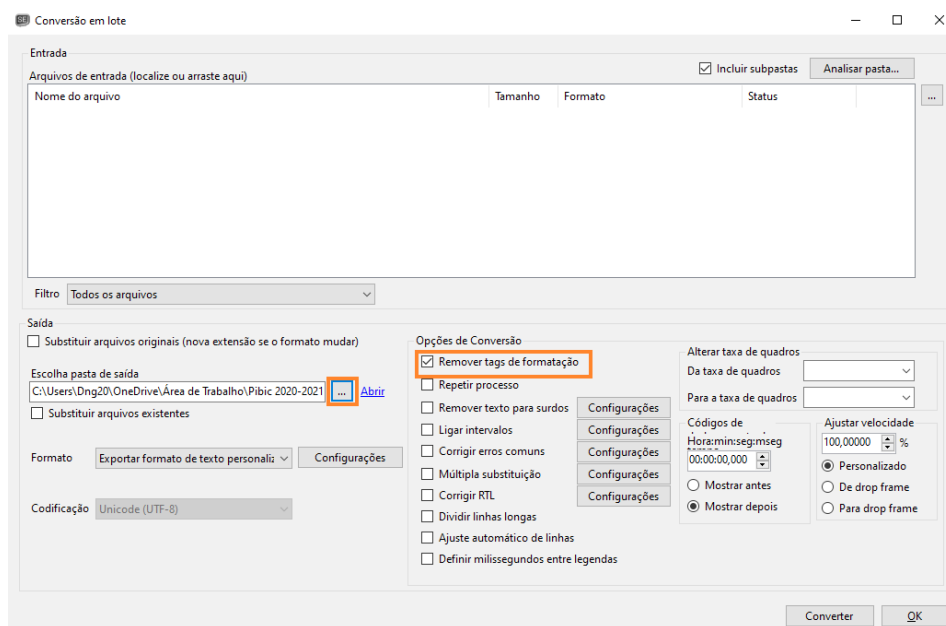 SE Conversão em lote
Entrada
Arquivos de entrada (localize ou arraste aqui)
Incluir subpastas
Analisar pasta...
Nome do arquivo Tamanho Formato Status
...
Filtro Todos os arquivos
Saída
Substituir arquivos originais (nova extensão se o formato mudar)
Escolha pasta de saída
C:\Users\Dng20\OneDrive\Área de Trabalho\Pibic 2020-2021 ... Abrir
Substituir arquivos existentes
Formato Exportar formato de texto personaliz Configurações
Codificação Unicode (UTF-8)
Opções de Conversão
Remover tags de formatação
Repetir processo
Remover texto para surdos Configurações
Ligar intervalos Configurações
Corrigir erros comuns Configurações
Múltipla substituição Configurações
Corrigir RTL Configurações
Dividir linhas longas
Ajuste automático de linhas
Definir milissegundos entre legendas
Alterar taxa de quadros
Da taxa de quadros
Para a taxa de quadros
Códigos de
Hora:min:seg:mseg
00:00:00,000
Mostrar antes
Mostrar depois
Ajustar velocidade
100,00000 %
Personalizado
De drop frame
Para drop frame
Converter
OK